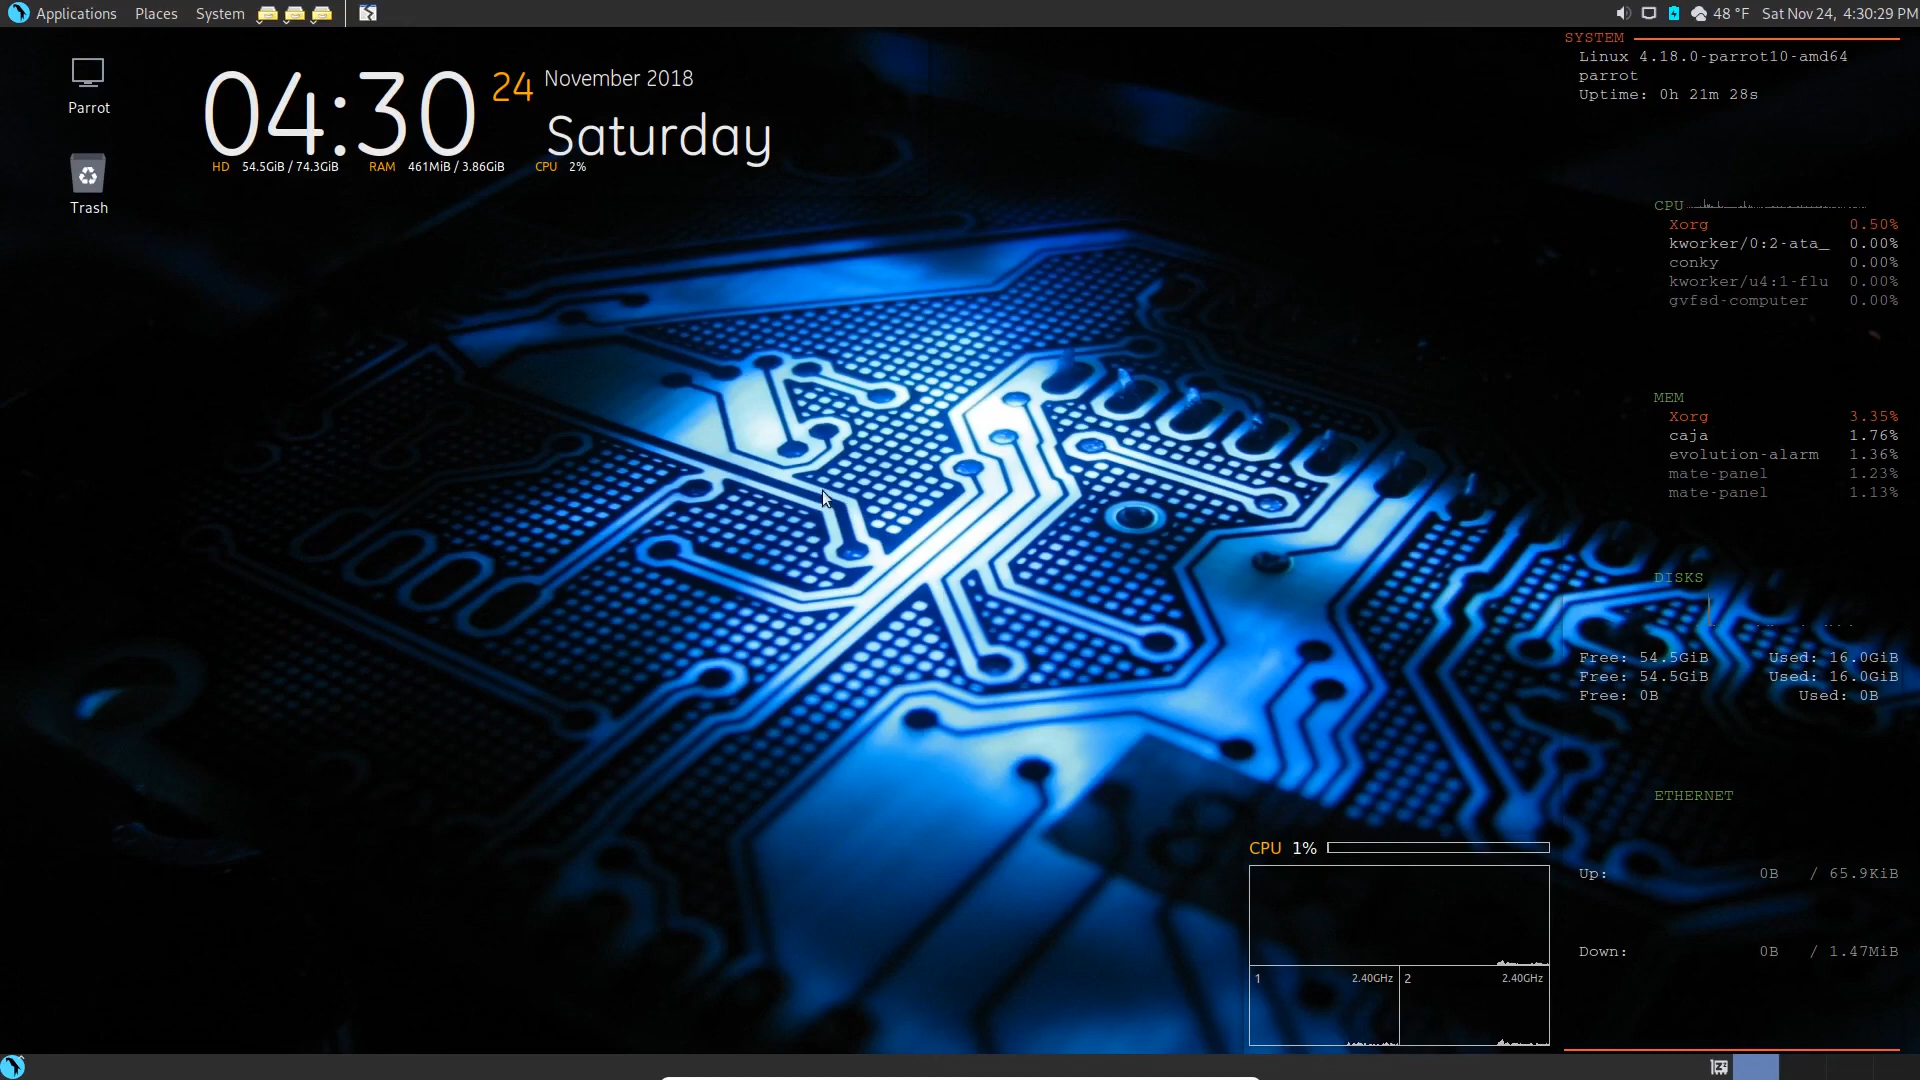 Applications Places System 48 °F Sat Nov 24, 4:30:29 PM
Parrot
Trash
04:30 24 November 2018
Saturday
HD 54.5GiB / 74.3GiB RAM 461MiB / 3.86GiB CPU 2%
SYSTEM
Linux 4.18.0-parrot10-amd64
parrot
Uptime: 0h 21m 28s
CPU
Xorg 0.50%
kworker/0:2-ata_ 0.00%
conky 0.00%
kworker/u4:1-flu 0.00%
gvfsd-computer 0.00%
MEM
Xorg 3.35%
caja 1.76%
evolution-alarm 1.36%
mate-panel 1.23%
mate-panel 1.13%
DISKS
Free: 54.5GiB Used: 16.0GiB
Free: 54.5GiB Used: 16.0GiB
Free: 0B Used: 0B
ETHERNET
Up: 0B / 65.9KiB
Down: 0B / 1.47MiB
CPU 1%
1 2.40GHz 2 2.40GHz